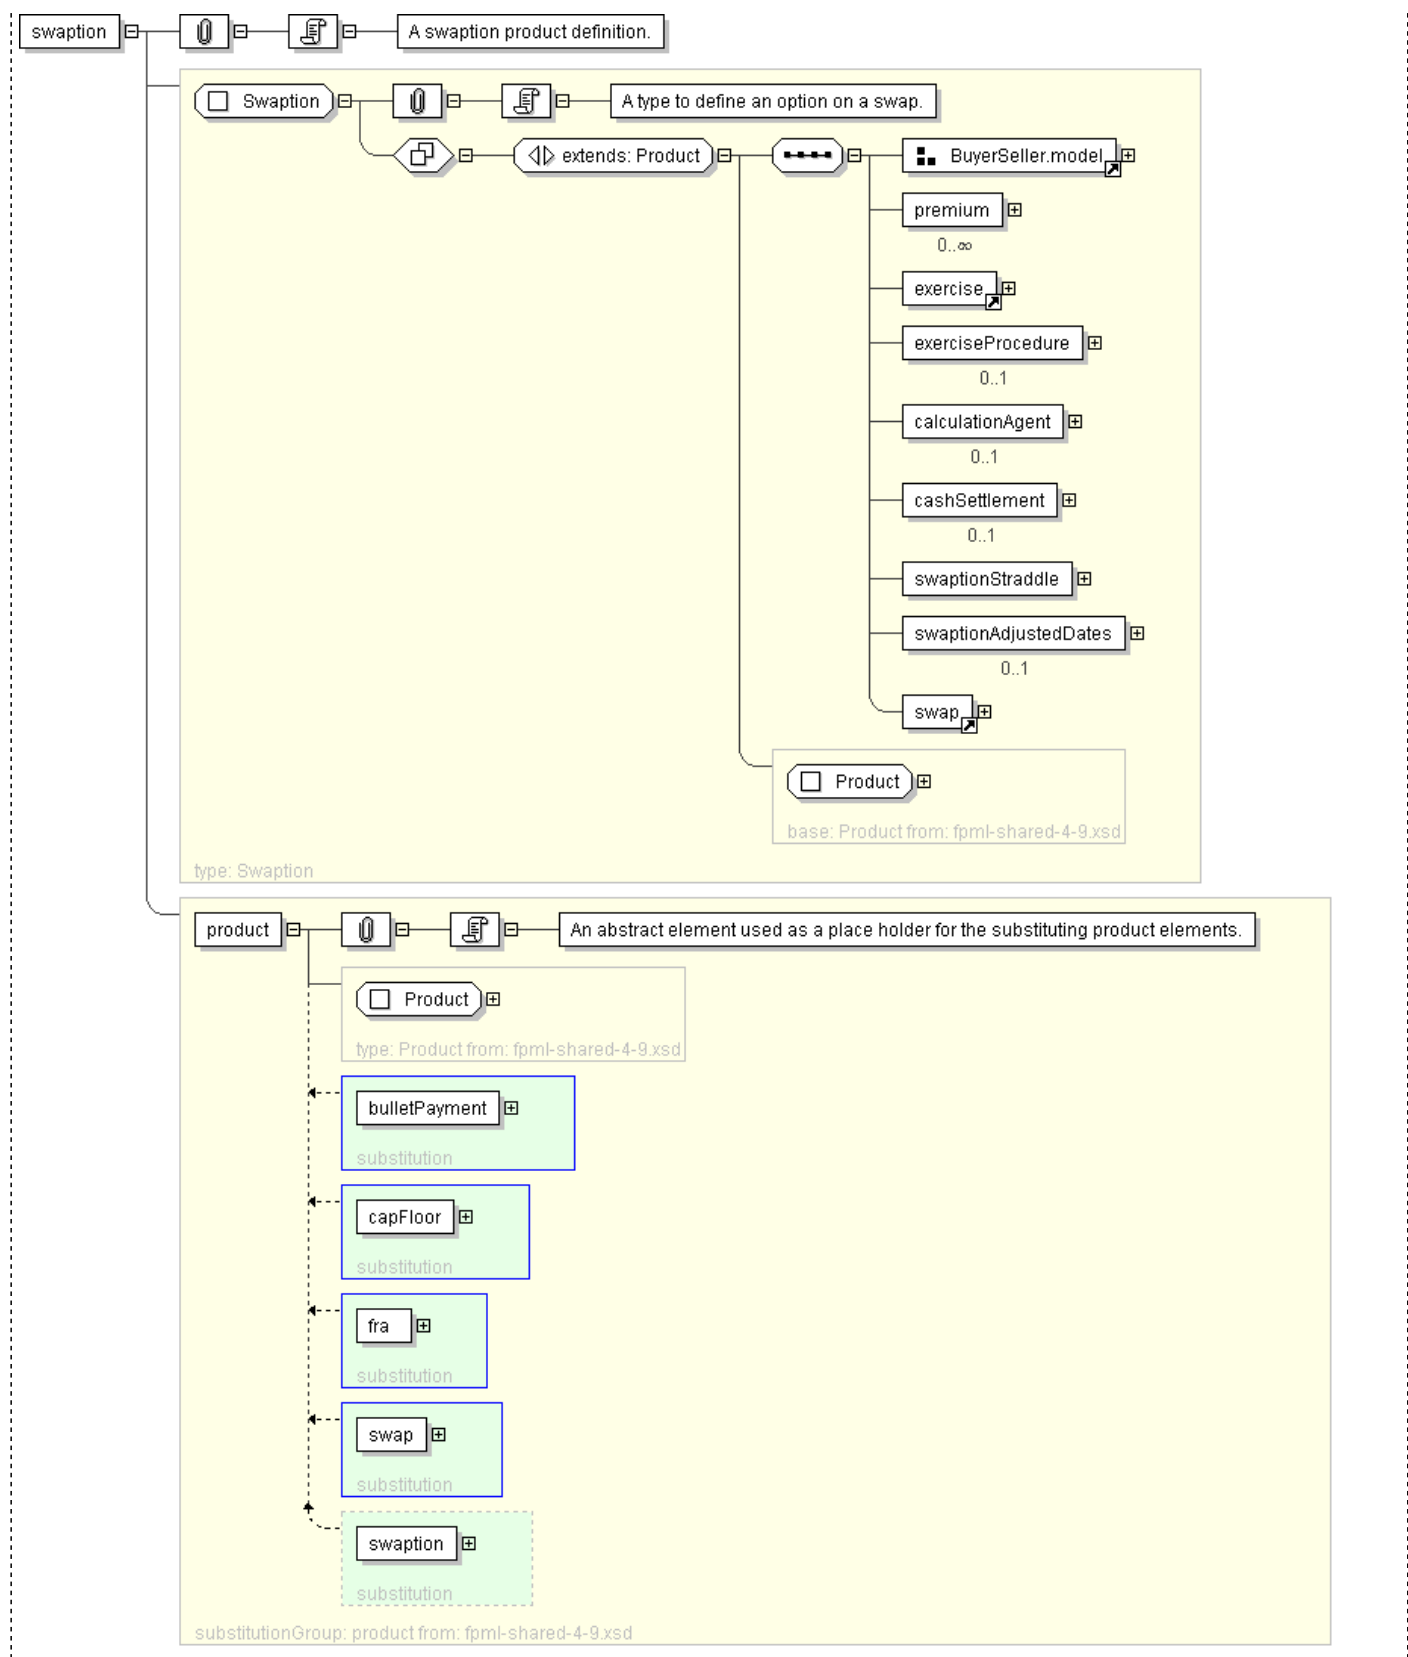 swaption
A swaption product definition.
Swaption
A type to define an option on a swap.
extends: Product
BuyerSeller.model
premium
0..∞
exercise
exerciseProcedure
0..1
calculationAgent
0..1
cashSettlement
0..1
swaptionStraddle
swaptionAdjustedDates
0..1
swap
Product
base: Product from: fpml-shared-4-9.xsd
type: Swaption
product
An abstract element used as a place holder for the substituting product elements.
Product
type: Product from: fpml-shared-4-9.xsd
bulletPayment
substitution
capFloor
substitution
fra
substitution
swap
substitution
swaption
substitution
substitutionGroup: product from: fpml-shared-4-9.xsd